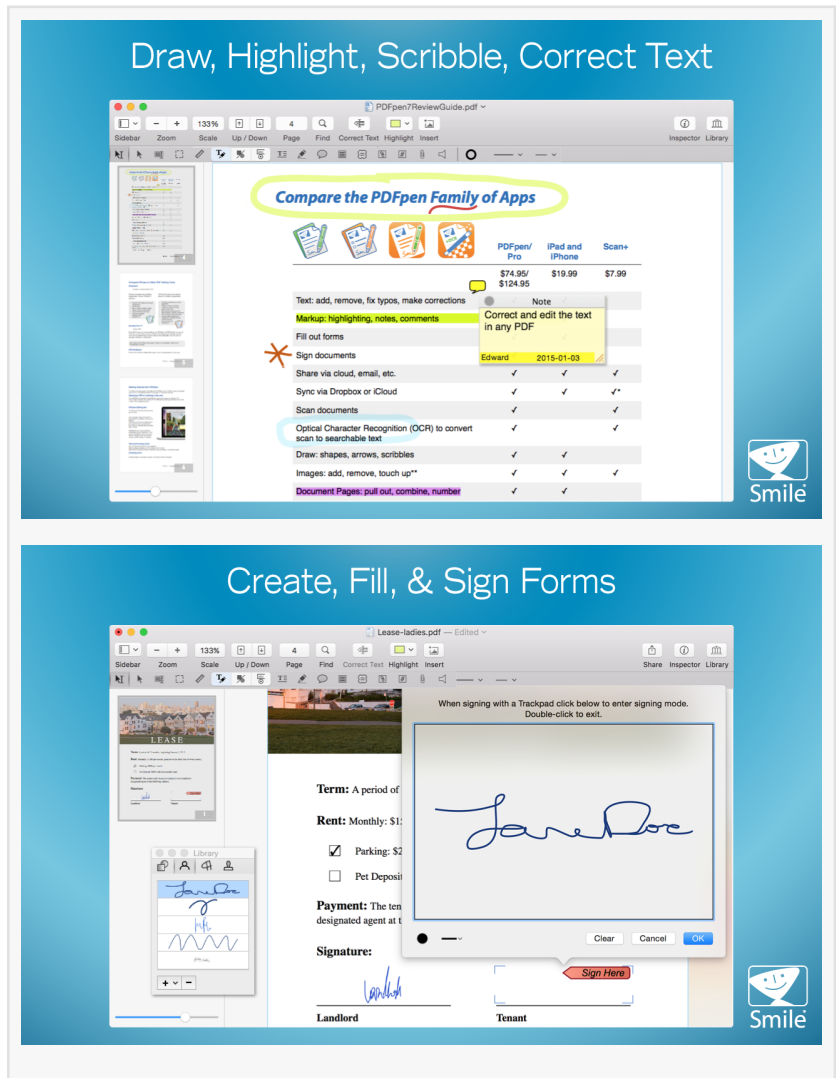 Draw, Highlight, Scribble, Correct Text
PDFpen7ReviewGuide.pdf
133%
4
Sidebar Zoom Scale Up / Down Page Find Correct Text Highlight Insert Inspector Library
Compare the PDFpen Family of Apps
PDFpen/ Pro iPad and iPhone Scan+
$74.95/ $124.95 $19.99 $7.99
Text: add, remove, fix typos, make corrections
Note
Markup: highlighting, notes, comments
Correct and edit the text
in any PDF
Fill out forms
Sign documents
Edward 2015-01-03
Share via cloud, email, etc. ✓ ✓ ✓
Sync via Dropbox or iCloud ✓ ✓ ✓*
Scan documents ✓ ✓
Optical Character Recognition (OCR) to convert ✓ ✓
scan to searchable text
Draw: shapes, arrows, scribbles ✓ ✓
Images: add, remove, touch up** ✓ ✓ ✓
Document Pages: pull out, combine, number ✓ ✓
4
5
6
Smile
Create, Fill, & Sign Forms
Lease-ladies.pdf — Edited
133%
4
Sidebar Zoom Scale Up / Down Page Find Correct Text Highlight Insert Share Inspector Library
LEASE
1
When signing with a Trackpad click below to enter signing mode.
Double-click to exit.
Jane Doe
Clear Cancel OK
Term: A period of
Rent: Monthly: $1
Parking: $2
Pet Deposit
Payment: The ten
designated agent at t
Signature:
Landlord
Sign Here
Landlord Tenant
Library
Jane Doe
Smile